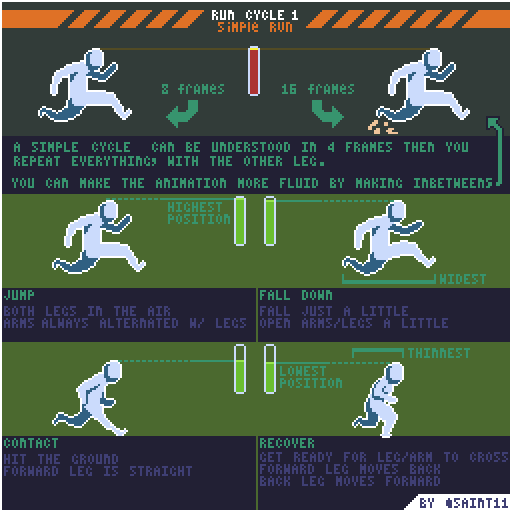 RUN CYCLE 1
SIMPLE RUN
8 FRAMES
16 FRAMES
A SIMPLE CYCLE CAN BE UNDERSTOOD IN 4 FRAMES THEN YOU
REPEAT EVERYTHING, WITH THE OTHER LEG.
YOU CAN MAKE THE ANIMATION MORE FLUID BY MAKING INBETWEENS
HIGHEST
POSITION
WIDEST
JUMP
BOTH LEGS IN THE AIR
ARMS ALWAYS ALTERNATED W/ LEGS
FALL DOWN
FALL JUST A LITTLE
OPEN ARMS/LEGS A LITTLE
THINNEST
LOWEST
POSITION
CONTACT
HIT THE GROUND
FORWARD LEG IS STRAIGHT
RECOVER
GET READY FOR LEG/ARM TO CROSS
FORWARD LEG MOVES BACK
BACK LEG MOVES FORWARD
BY @SAINT11